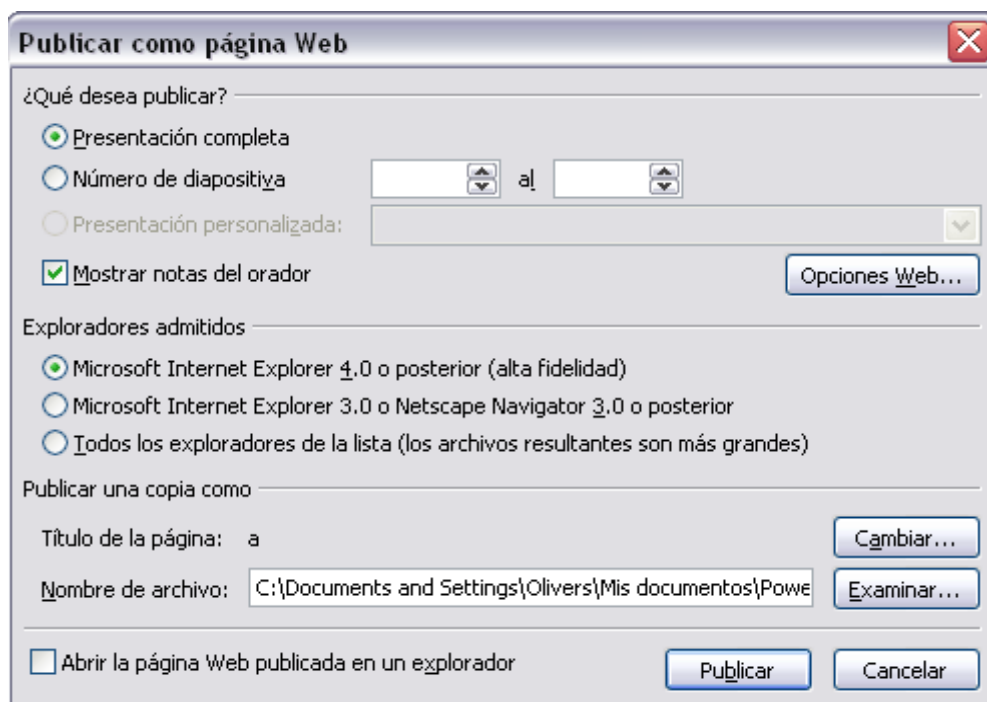 Publicar como página Web
¿Qué desea publicar?
Presentación completa
Número de diapositiva al
Presentación personalizada:
Mostrar notas del orador Opciones Web...
Exploradores admitidos
Microsoft Internet Explorer 4.0 o posterior (alta fidelidad)
Microsoft Internet Explorer 3.0 o Netscape Navigator 3.0 o posterior
Todos los exploradores de la lista (los archivos resultantes son más grandes)
Publicar una copia como
Título de la página: a Cambiar...
Nombre de archivo: C:\Documents and Settings\Olivers\Mis documentos\Powe Examinar...
Abrir la página Web publicada en un explorador Publicar Cancelar